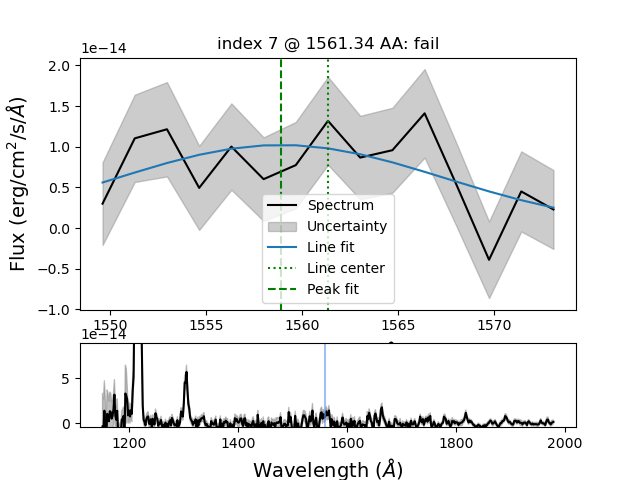 index 7 @ 1561.34 AA: fail
1e−14
2.0
1.5
1.0
0.5
0.0
−0.5
−1.0
Flux (erg/cm²/s/Å)
Spectrum
Uncertainty
Line fit
Line center
Peak fit
1550 1555 1560 1565 1570
1e−14
5
0
1200 1400 1600 1800 2000
Wavelength (Å)